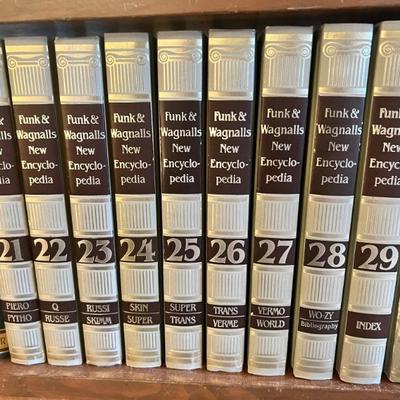 Funk &
Wagnalls
New
Encyclo-
pedia
21
PIERO
PYTHO
Funk &
Wagnalls
New
Encyclo-
pedia
22
Q
RUSSE
Funk &
Wagnalls
New
Encyclo-
pedia
23
RUSSI
SKIMM
Funk &
Wagnalls
New
Encyclo-
pedia
24
SKIN
SUPER
Funk &
Wagnalls
New
Encyclo-
pedia
25
SUPER
TRANS
Funk &
Wagnalls
New
Encyclo-
pedia
26
TRANS
VERME
Funk &
Wagnalls
New
Encyclo-
pedia
27
VERMO
WORLD
Funk &
Wagnalls
New
Encyclo-
pedia
28
WO-ZY
Bibliography
Funk &
Wagnalls
New
Encyclo-
pedia
29
INDEX